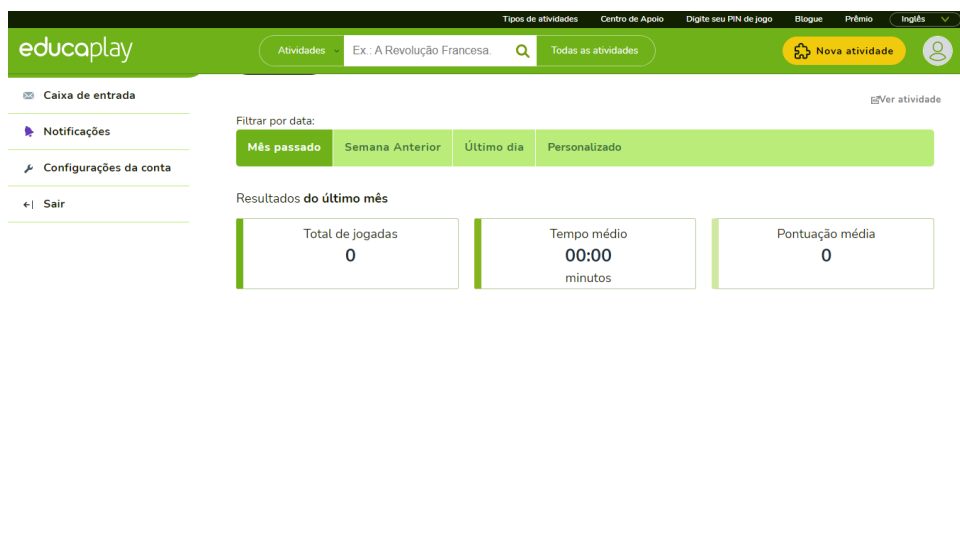 Tipos de atividades Centro de Apoio Digite seu PIN de jogo Blogue Prêmio Inglês
educaplay Atividades Ex.: A Revolução Francesa. Todas as atividades Nova atividade
Caixa de entrada
Ver atividade
Filtrar por data:
Notificações
Mês passado Semana Anterior Último dia Personalizado
Configurações da conta
Resultados do último mês
Sair
Total de jogadas Tempo médio Pontuação média
0 00:00 0
minutos